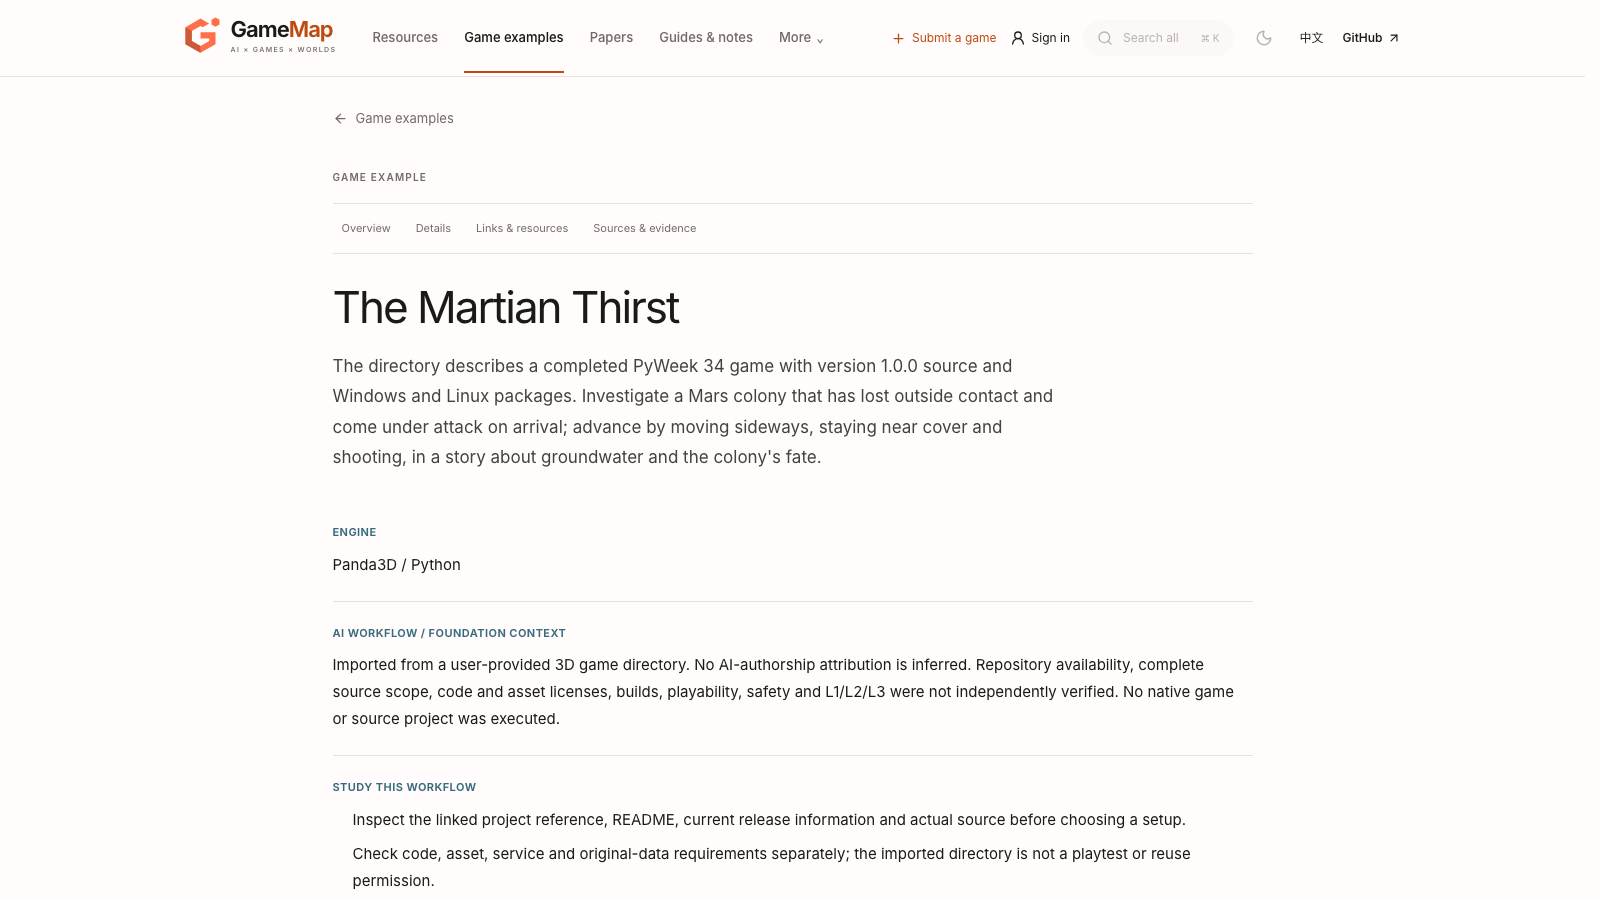 GameMap
AI × GAMES × WORLDS
Resources
Game examples
Papers
Guides & notes
More
Submit a game
Sign in
Search all
⌘ K
中文
GitHub
Game examples
GAME EXAMPLE
Overview
Details
Links & resources
Sources & evidence
The Martian Thirst
The directory describes a completed PyWeek 34 game with version 1.0.0 source and
Windows and Linux packages. Investigate a Mars colony that has lost outside contact and
come under attack on arrival; advance by moving sideways, staying near cover and
shooting, in a story about groundwater and the colony's fate.
ENGINE
Panda3D / Python
AI WORKFLOW / FOUNDATION CONTEXT
Imported from a user-provided 3D game directory. No AI-authorship attribution is inferred. Repository availability, complete
source scope, code and asset licenses, builds, playability, safety and L1/L2/L3 were not independently verified. No native game
or source project was executed.
STUDY THIS WORKFLOW
Inspect the linked project reference, README, current release information and actual source before choosing a setup.
Check code, asset, service and original-data requirements separately; the imported directory is not a playtest or reuse
permission.